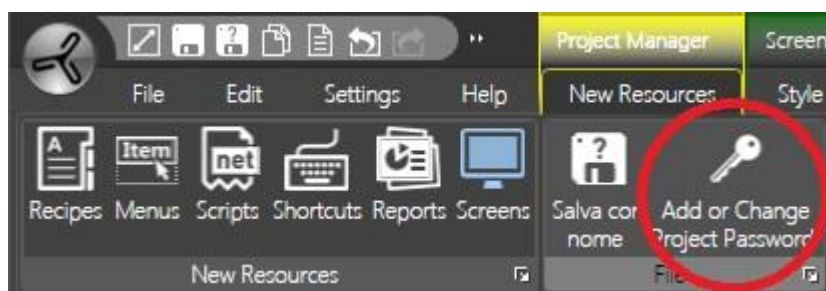 Project Manager Screen
File Edit Settings Help New Resources Style
A
Item
net
?
Recipes Menus Scripts Shortcuts Reports Screens Salva con Add or Change
nome Project Password
New Resources File